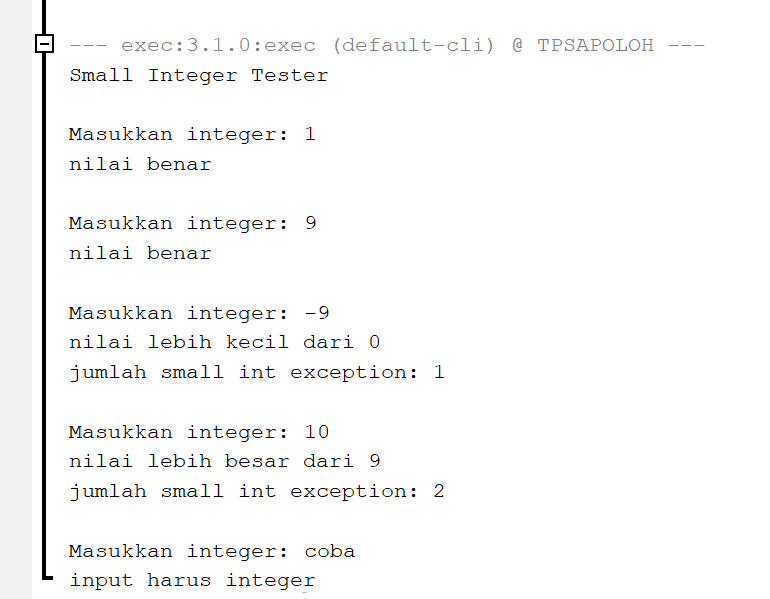 --- exec:3.1.0:exec (default-cli) @ TPSAPOLOH ---
Small Integer Tester
Masukkan integer: 1
nilai benar
Masukkan integer: 9
nilai benar
Masukkan integer: -9
nilai lebih kecil dari 0
jumlah small int exception: 1
Masukkan integer: 10
nilai lebih besar dari 9
jumlah small int exception: 2
Masukkan integer: coba
input harus integer